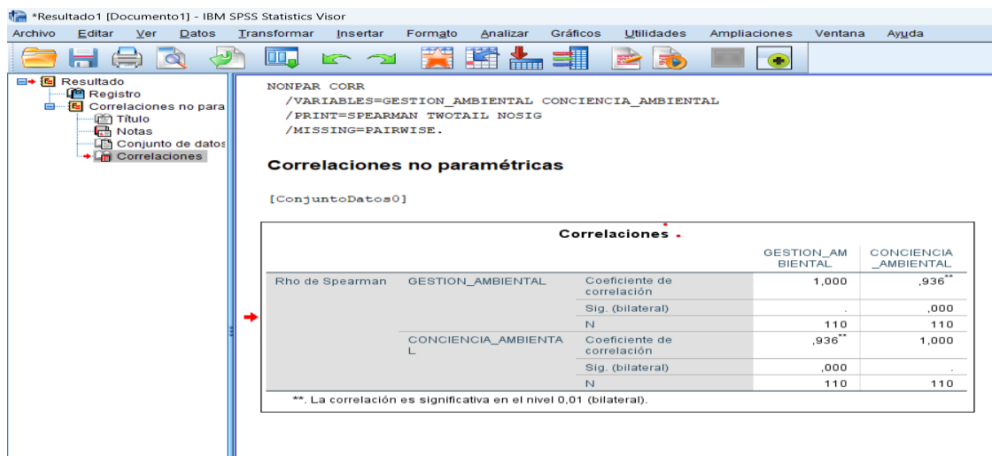 *Resultado1 [Documento1] - IBM SPSS Statistics Visor
Archivo Editar Ver Datos Transformar Insertar Formato Analizar Gráficos Utilidades Ampliaciones Ventana Ayuda
Resultado
Registro
Correlaciones no para
Título
Notas
Conjunto de datos
Correlaciones
NONPAR CORR
/VARIABLES=GESTION_AMBIENTAL CONCIENCIA_AMBIENTAL
/PRINT=SPEARMAN TWOTAIL NOSIG
/MISSING=PAIRWISE.
Correlaciones no paramétricas
[ConjuntoDatos0]
Correlaciones
GESTION_AM
BIENTAL
CONCIENCIA
_AMBIENTAL
Rho de Spearman GESTION_AMBIENTAL Coeficiente de
correlación 1,000 ,936**
Sig. (bilateral) . ,000
N 110 110
CONCIENCIA_AMBIENTA
L
Coeficiente de
correlación ,936** 1,000
Sig. (bilateral) ,000 .
N 110 110
**. La correlación es significativa en el nivel 0,01 (bilateral).